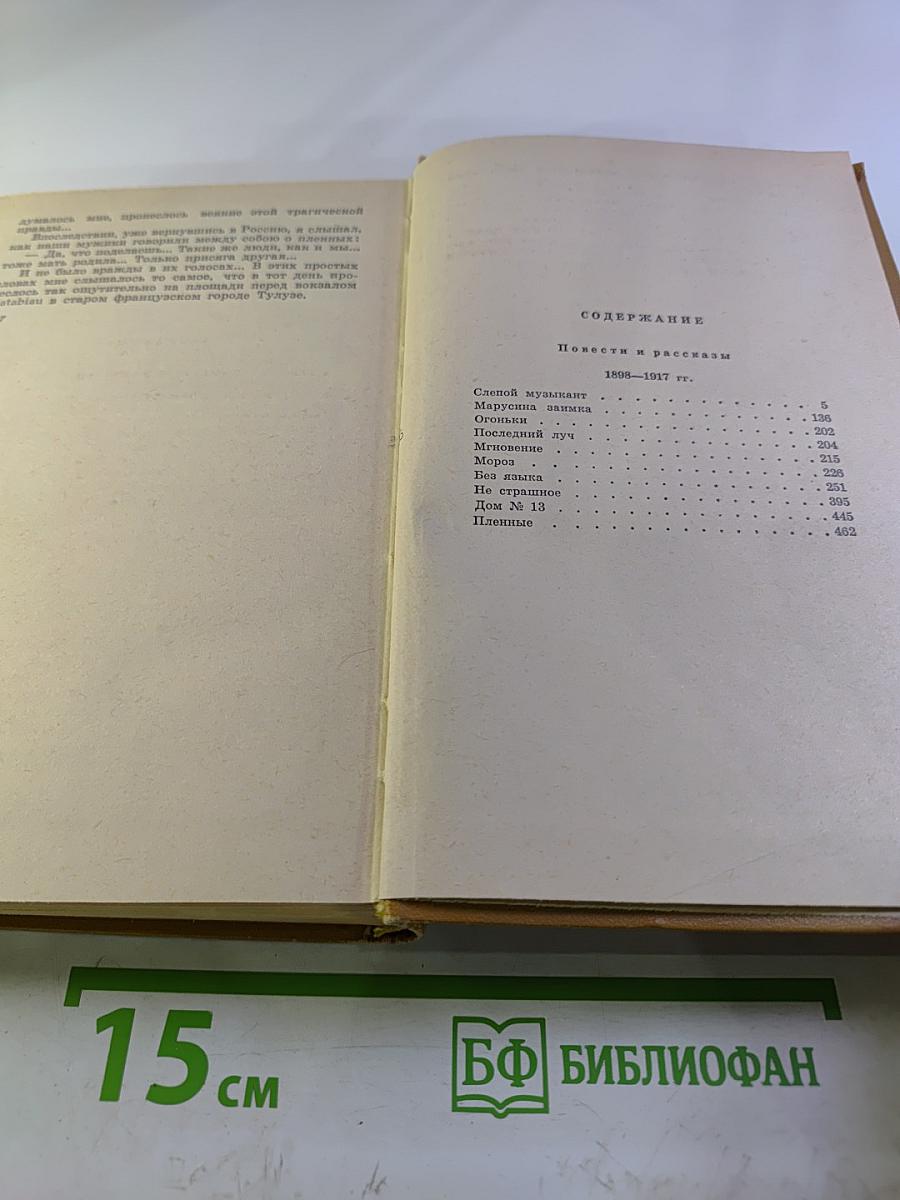 думалось мне, пронеслось веяние этой трагической
правды...
Впоследствии, уже вернувшись в Россию, я слышал,
как наши мужики говорили между собою о пленных:
— Да, что поделаешь... Такие же люди, как и мы...
тоже мать родила... Только присяга другая...
И не было вражды в их голосах... В этих простых
ловах мне слышалось то самое, что в тот день про-
еслось так ощутительно на площади перед вокзалом
atabiau в старом французском городе Тулузе.
СОДЕРЖАНИЕ
Повести и рассказы
1898—1917 гг.
Слепой музыкант . . . . . . . . . . . . 5
Марусина заимка . . . . . . . . . . . . 136
Огоньки . . . . . . . . . . . . . . . . 202
Последний луч . . . . . . . . . . . . . 204
Мгновение . . . . . . . . . . . . . . . 215
Мороз . . . . . . . . . . . . . . . . . 226
Без языка . . . . . . . . . . . . . . . 251
Не страшное . . . . . . . . . . . . . . 395
Дом № 13 . . . . . . . . . . . . . . . 445
Пленные . . . . . . . . . . . . . . . . 462
15 см
БФ БИБЛИОФАН